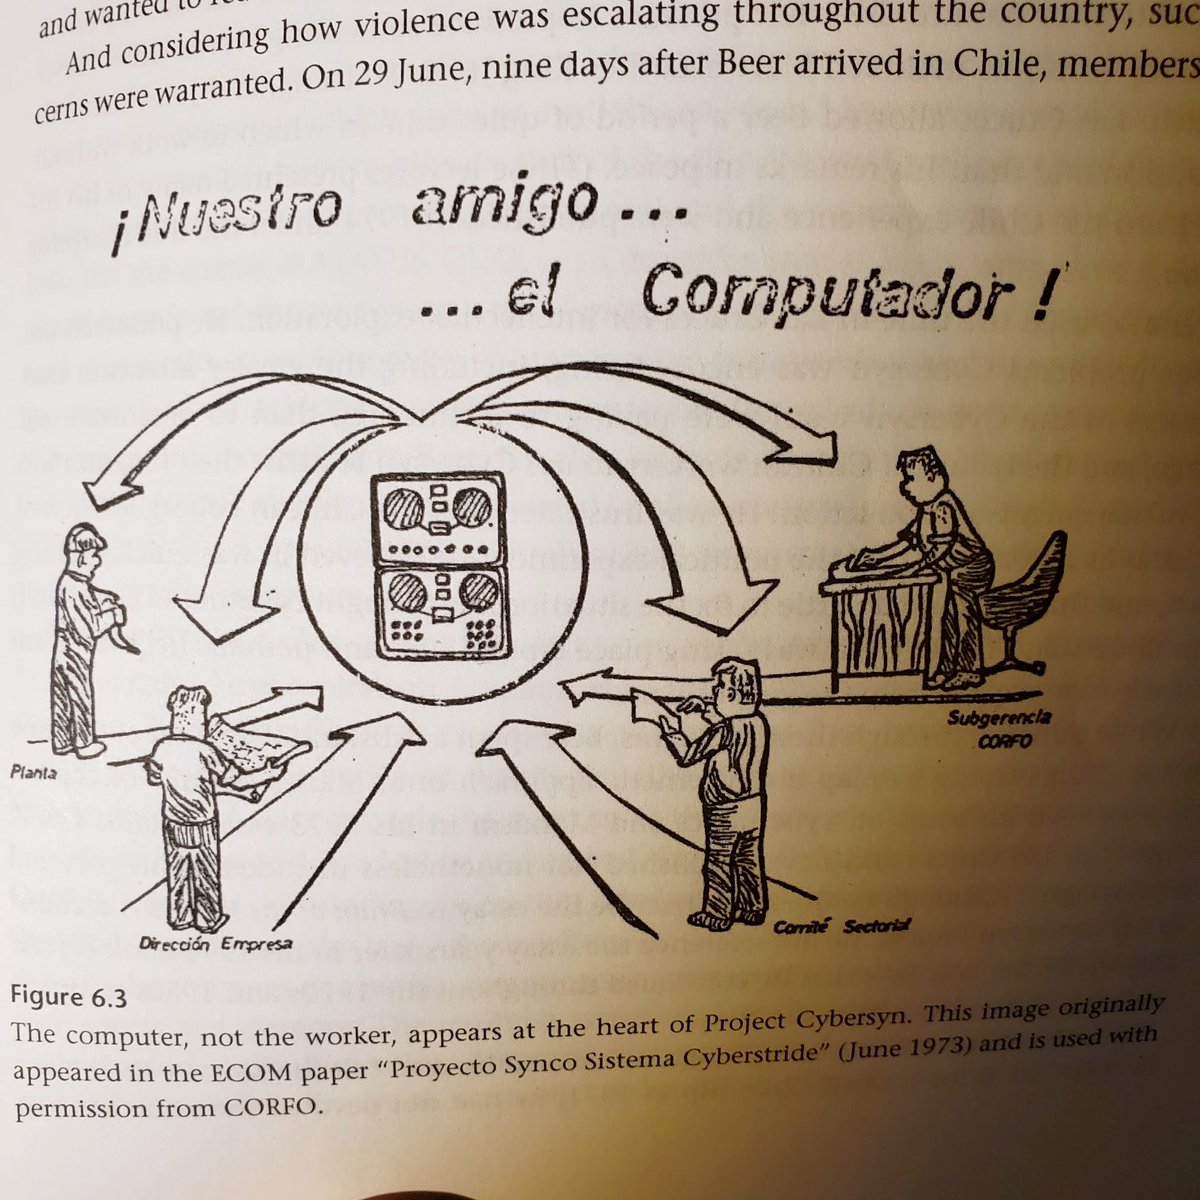 and wanted to
And considering how violence was escalating throughout the country, suc
cerns were warranted. On 29 June, nine days after Beer arrived in Chile, members
¡Nuestro amigo...
...el Computador!
Planta
Subgerencia
CORFO
Dirección Empresa
Comité Sectorial
Figure 6.3
The computer, not the worker, appears at the heart of Project Cybersyn. This image originally
appeared in the ECOM paper “Proyecto Synco Sistema Cyberstride” (June 1973) and is used with
permission from CORFO.